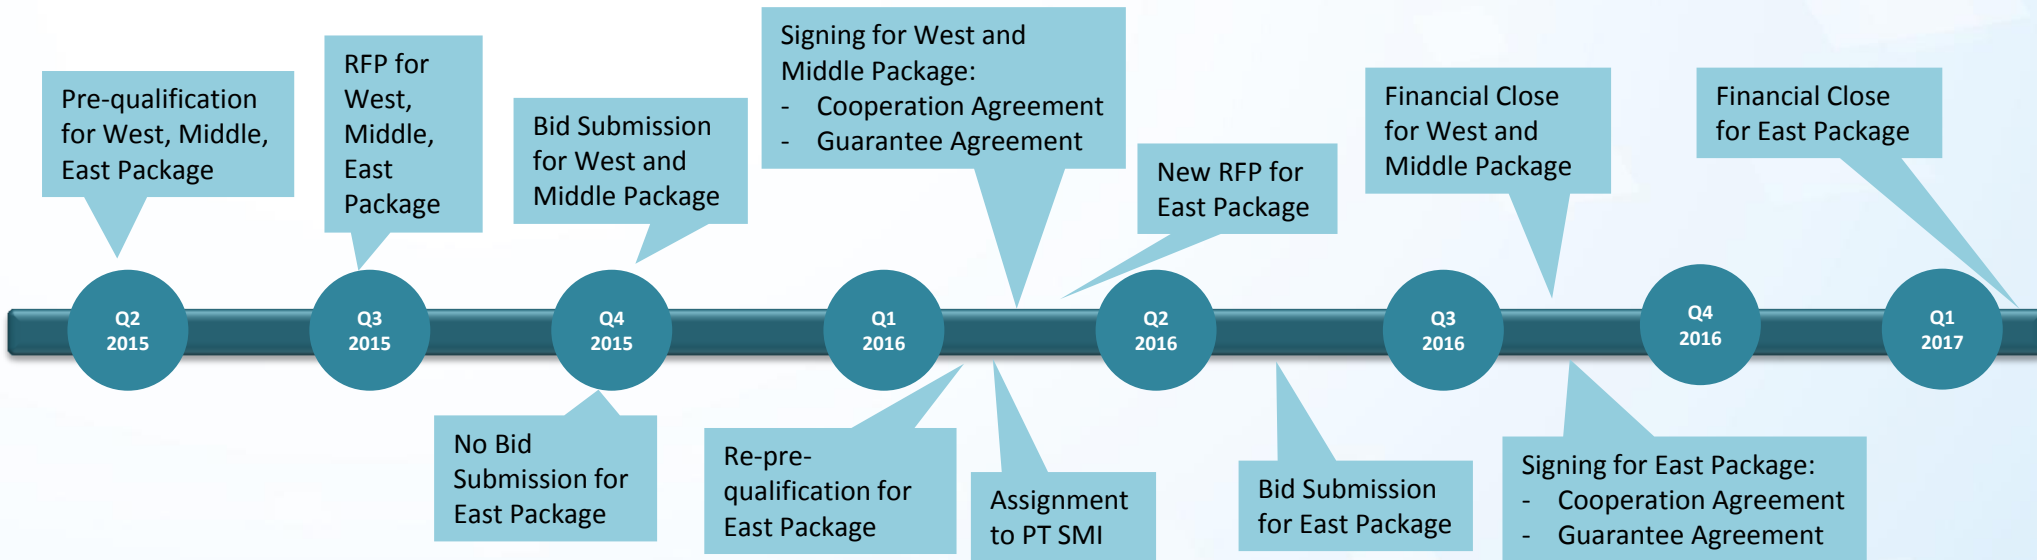 Pre-qualification
for West, Middle,
East Package
RFP for
West,
Middle,
East
Package
Bid Submission
for West and
Middle Package
Signing for West and
Middle Package:
- Cooperation Agreement
- Guarantee Agreement
New RFP for
East Package
Financial Close
for West and
Middle Package
Financial Close
for East Package
Q2
2015
Q3
2015
Q4
2015
Q1
2016
Q2
2016
Q3
2016
Q4
2016
Q1
2017
No Bid
Submission for
East Package
Re-pre-
qualification for
East Package
Assignment
to PT SMI
Bid Submission
for East Package
Signing for East Package:
- Cooperation Agreement
- Guarantee Agreement